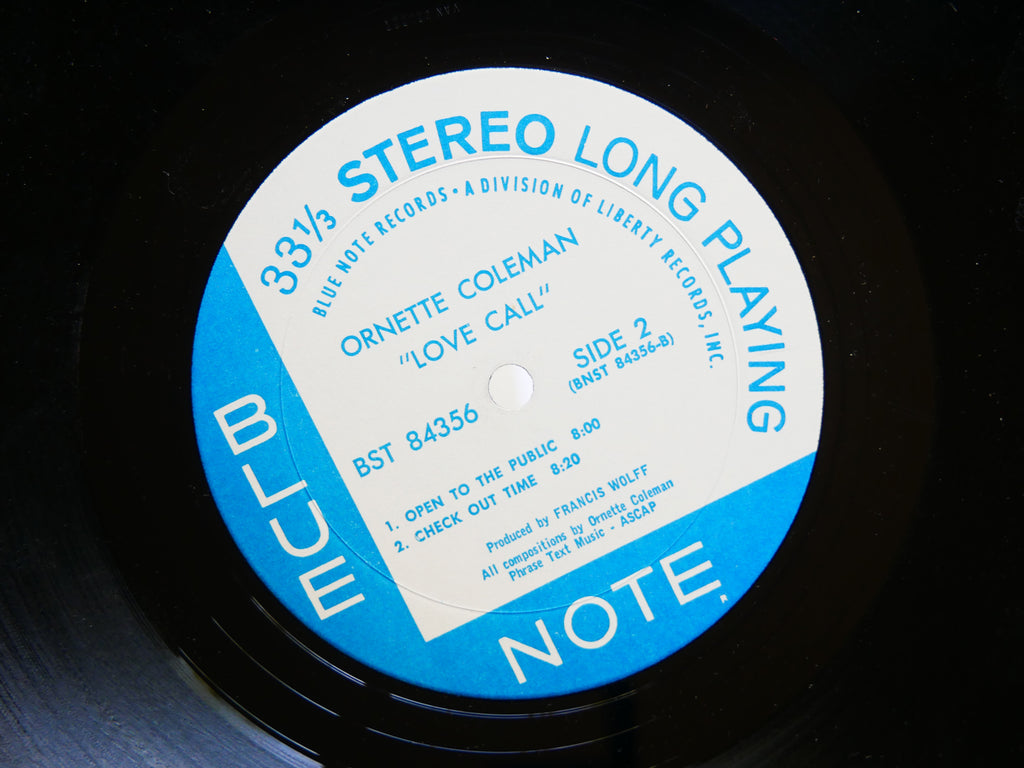 33 1/3 STEREO LONG PLAYING
BLUE NOTE RECORDS • A DIVISION OF LIBERTY RECORDS, INC.
ORNETTE COLEMAN
"LOVE CALL"
SIDE 2
(BNST 84356-B)
BST 84356
1. OPEN TO THE PUBLIC 8:00
2. CHECK OUT TIME 8:20
Produced by FRANCIS WOLFF
All compositions by Ornette Coleman
Phrase Text Music - ASCAP
BLUE NOTE